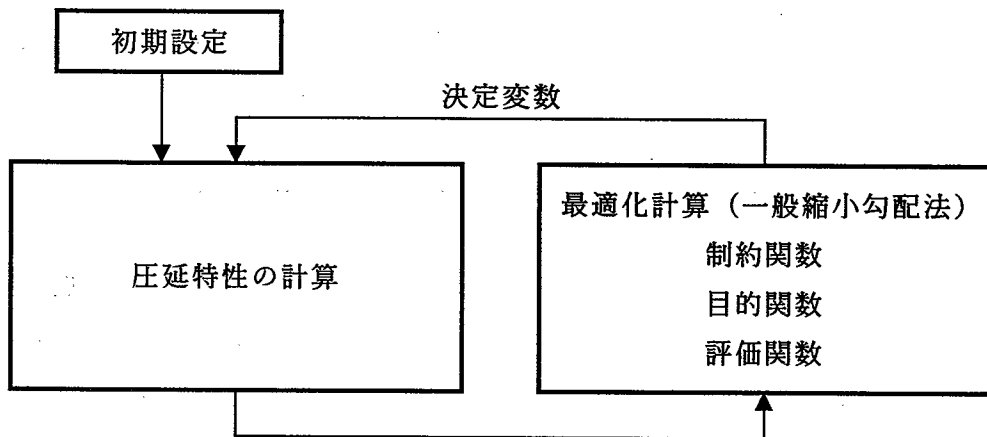 初期設定
決定変数
圧延特性の計算
最適化計算（一般縮小勾配法）
制約関数
目的関数
評価関数